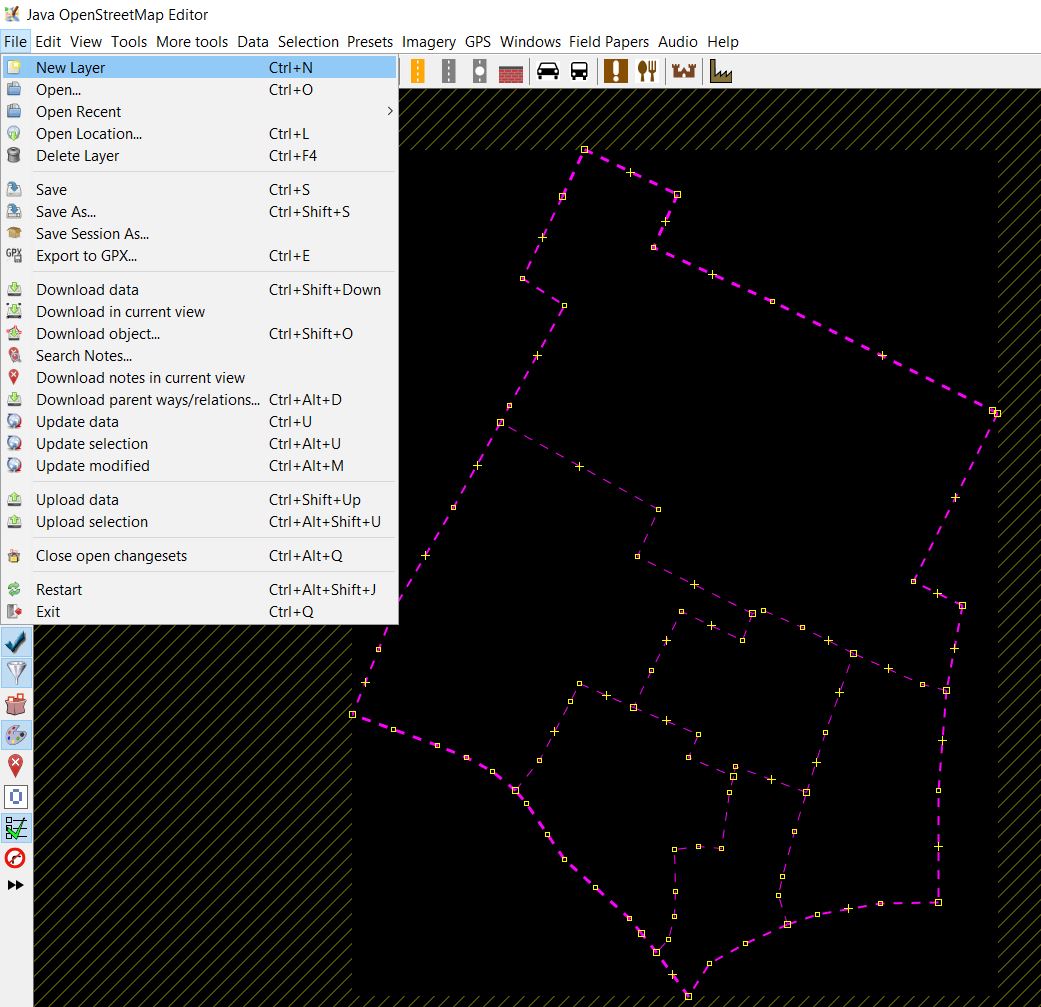 Java OpenStreetMap Editor
File Edit View Tools More tools Data Selection Presets Imagery GPS Windows Field Papers Audio Help
New Layer Ctrl+N
Open... Ctrl+O
Open Recent
Open Location... Ctrl+L
Delete Layer Ctrl+F4
Save Ctrl+S
Save As... Ctrl+Shift+S
Save Session As...
GPX Export to GPX... Ctrl+E
Download data Ctrl+Shift+Down
Download in current view
Download object... Ctrl+Shift+O
Search Notes...
Download notes in current view
Download parent ways/relations... Ctrl+Alt+D
Update data Ctrl+U
Update selection Ctrl+Alt+U
Update modified Ctrl+Alt+M
Upload data Ctrl+Shift+Up
Upload selection Ctrl+Alt+Shift+U
Close open changesets Ctrl+Alt+Q
Restart Ctrl+Alt+Shift+J
Exit Ctrl+Q